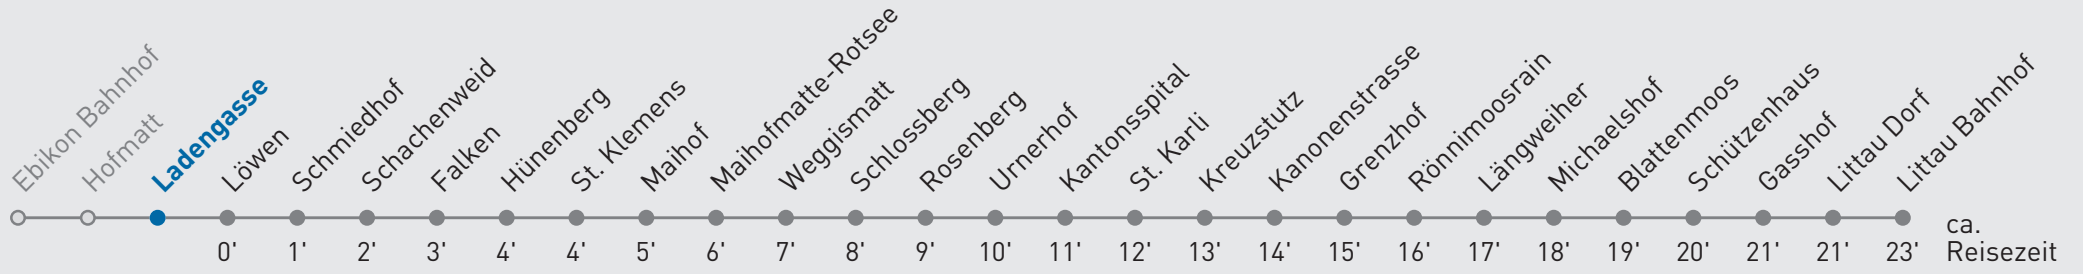 Ebikon Bahnhof
Hofmatt
Ladengasse
Löwen
Schmiedhof
Schachenweid
Falken
Hünenberg
St. Klemens
Maihof
Maihofmatte-Rotsee
Weggismatt
Schlossberg
Rosenberg
Urnerhof
Kantonsspital
St. Karli
Kreuzstutz
Kanonenstrasse
Grenzhof
Rönnimoosrain
Längweiher
Michaelshof
Blattenmoos
Schützenhaus
Gasshof
Littau Dorf
Littau Bahnhof
0' 1' 2' 3' 4' 4' 5' 6' 7' 8' 9' 10' 11' 12' 13' 14' 15' 16' 17' 18' 19' 20' 21' 21' 23'
ca.
Reisezeit